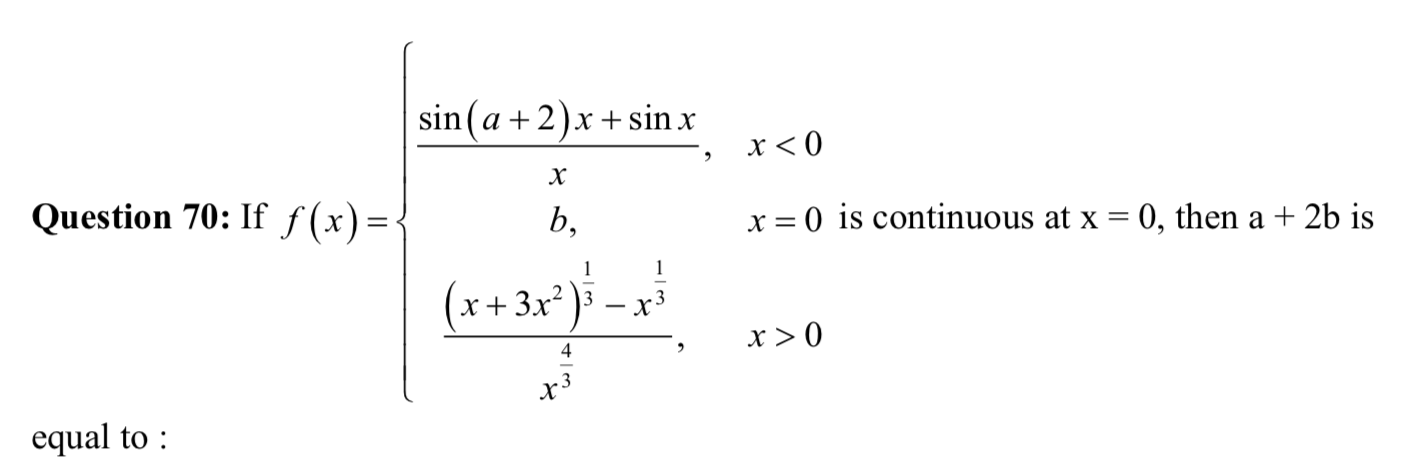 sin(a + 2)x + sin x
x
, x < 0
Question 70: If f(x) = { b, x = 0 is continuous at x = 0, then a + 2b is
(x + 3x²)^(1/3) − x^(1/3)
x^(4/3)
, x > 0
equal to :